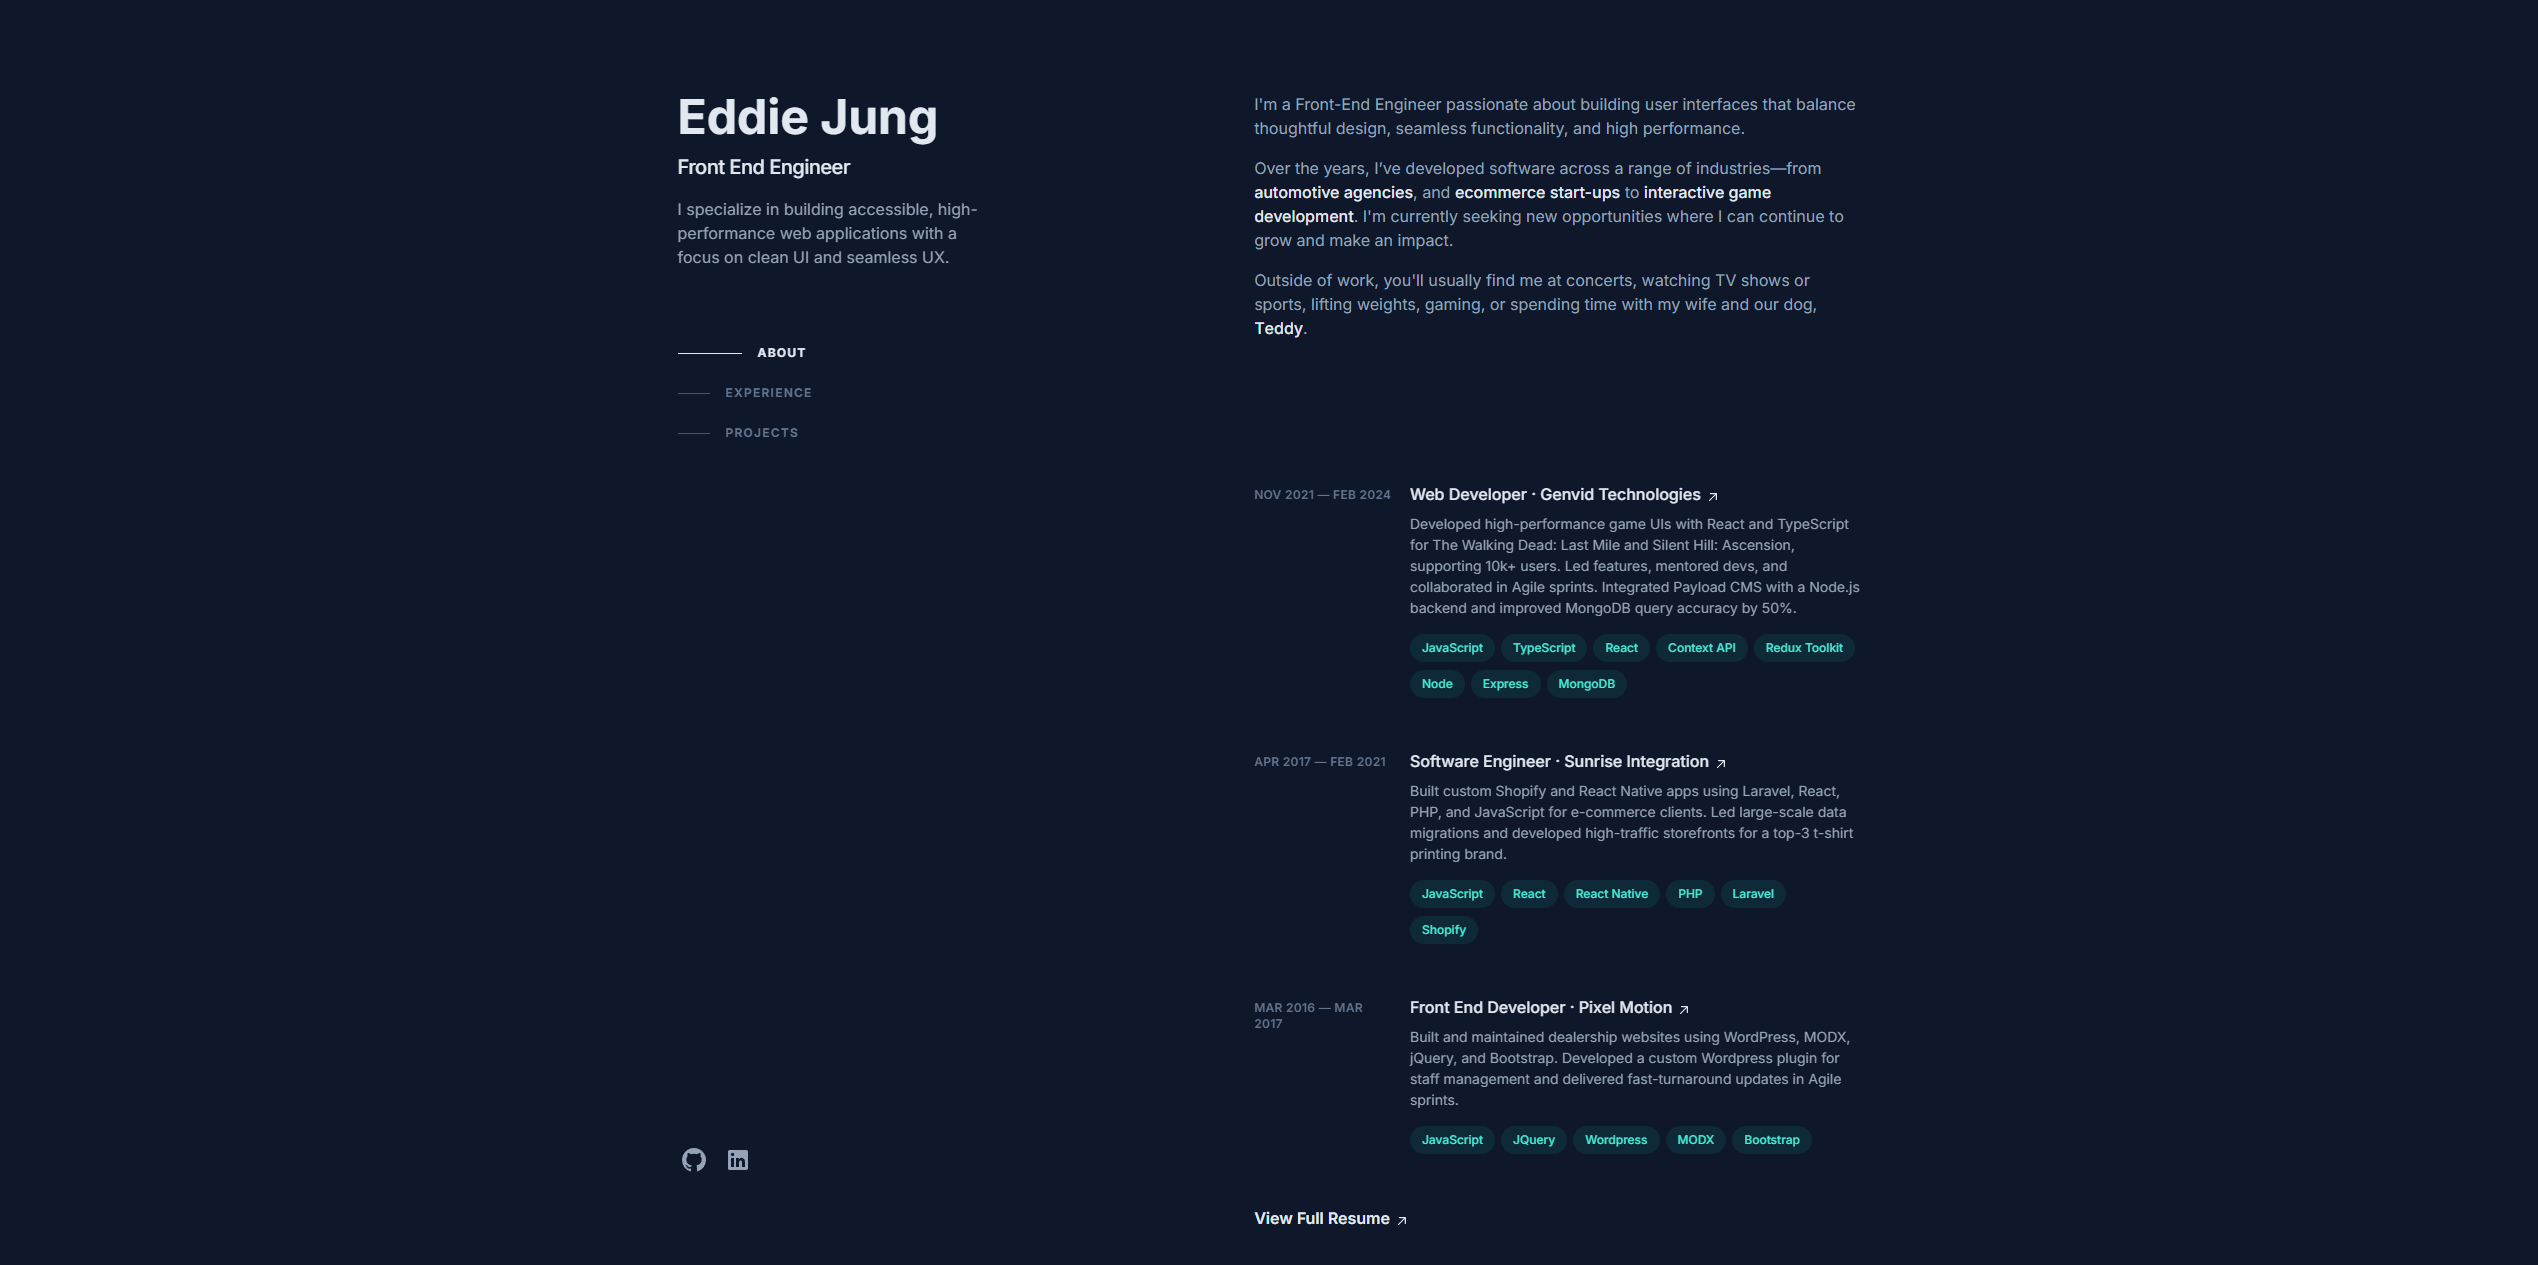 Eddie Jung
Front End Engineer
I specialize in building accessible, high-
performance web applications with a
focus on clean UI and seamless UX.
ABOUT
EXPERIENCE
PROJECTS
I'm a Front-End Engineer passionate about building user interfaces that balance
thoughtful design, seamless functionality, and high performance.
Over the years, I’ve developed software across a range of industries—from
automotive agencies, and ecommerce start-ups to interactive game
development. I'm currently seeking new opportunities where I can continue to
grow and make an impact.
Outside of work, you'll usually find me at concerts, watching TV shows or
sports, lifting weights, gaming, or spending time with my wife and our dog,
Teddy.
NOV 2021 — FEB 2024
Web Developer · Genvid Technologies
Developed high-performance game UIs with React and TypeScript
for The Walking Dead: Last Mile and Silent Hill: Ascension,
supporting 10k+ users. Led features, mentored devs, and
collaborated in Agile sprints. Integrated Payload CMS with a Node.js
backend and improved MongoDB query accuracy by 50%.
JavaScript TypeScript React Context API Redux Toolkit
Node Express MongoDB
APR 2017 — FEB 2021
Software Engineer · Sunrise Integration
Built custom Shopify and React Native apps using Laravel, React,
PHP, and JavaScript for e-commerce clients. Led large-scale data
migrations and developed high-traffic storefronts for a top-3 t-shirt
printing brand.
JavaScript React React Native PHP Laravel
Shopify
MAR 2016 — MAR
2017
Front End Developer · Pixel Motion
Built and maintained dealership websites using WordPress, MODX,
jQuery, and Bootstrap. Developed a custom Wordpress plugin for
staff management and delivered fast-turnaround updates in Agile
sprints.
JavaScript JQuery Wordpress MODX Bootstrap
View Full Resume